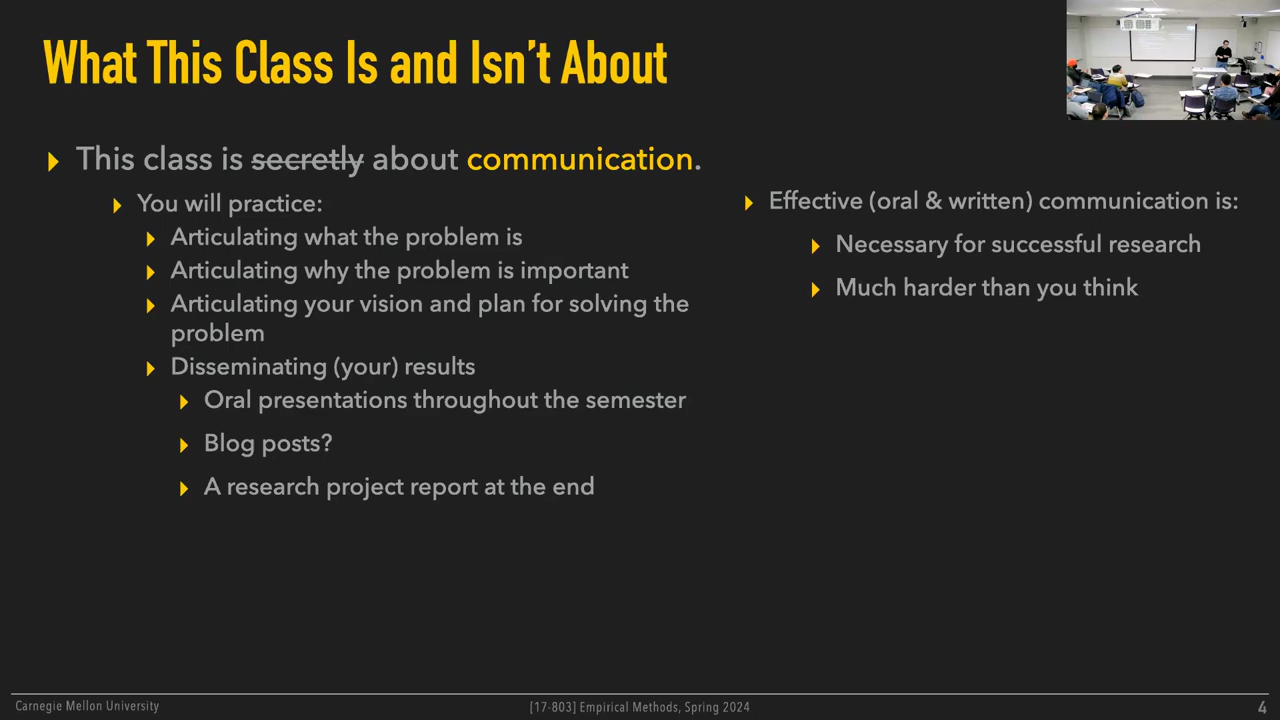 What This Class Is and Isn't About
This class is secretly about communication.
You will practice:
Articulating what the problem is
Articulating why the problem is important
Articulating your vision and plan for solving the
problem
Disseminating (your) results
Oral presentations throughout the semester
Blog posts?
A research project report at the end
Effective (oral & written) communication is:
Necessary for successful research
Much harder than you think
Carnegie Mellon University
[17-803] Empirical Methods, Spring 2024
4